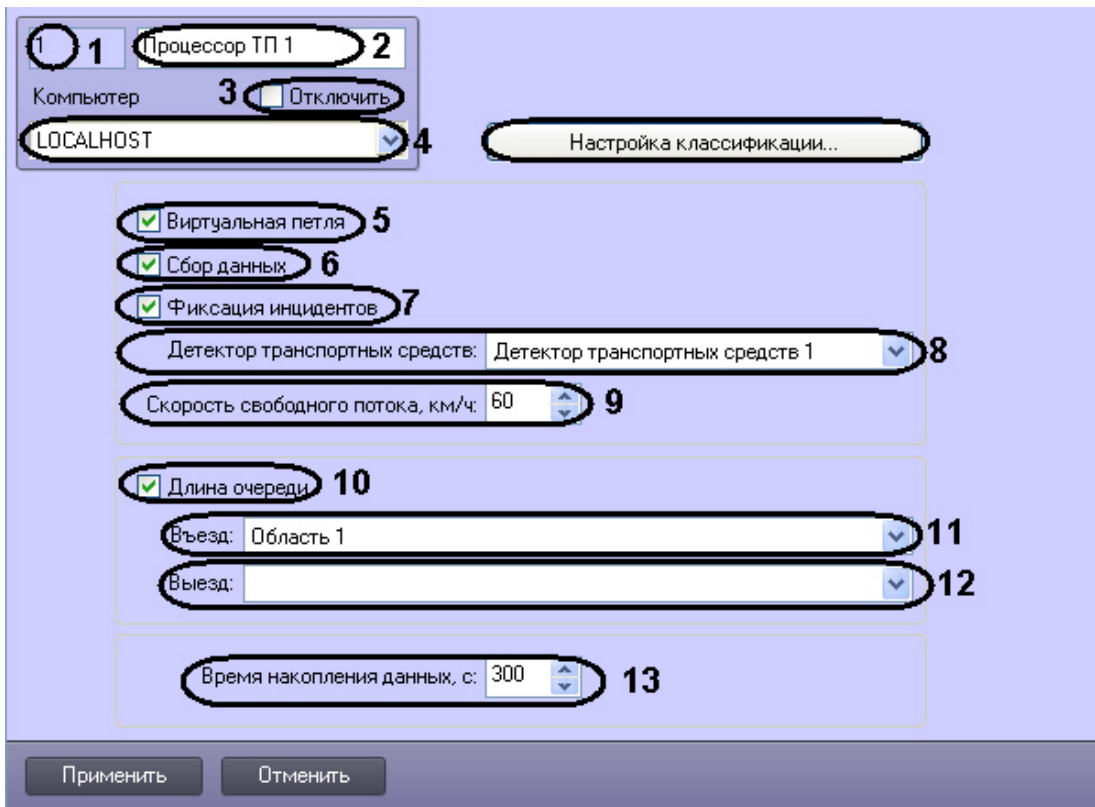 1 1 Процессор ТП 1 2
Компьютер 3 Отключить
LOCALHOST 4 Настройка классификации...
Виртуальная петля 5
Сбор данных 6
Фиксация инцидентов 7
Детектор транспортных средств: Детектор транспортных средств 1 8
Скорость свободного потока, км/ч: 60 9
Длина очереди 10
Въезд: Область 1 11
Выезд: 12
Время накопления данных, с: 300 13
Применить Отменить